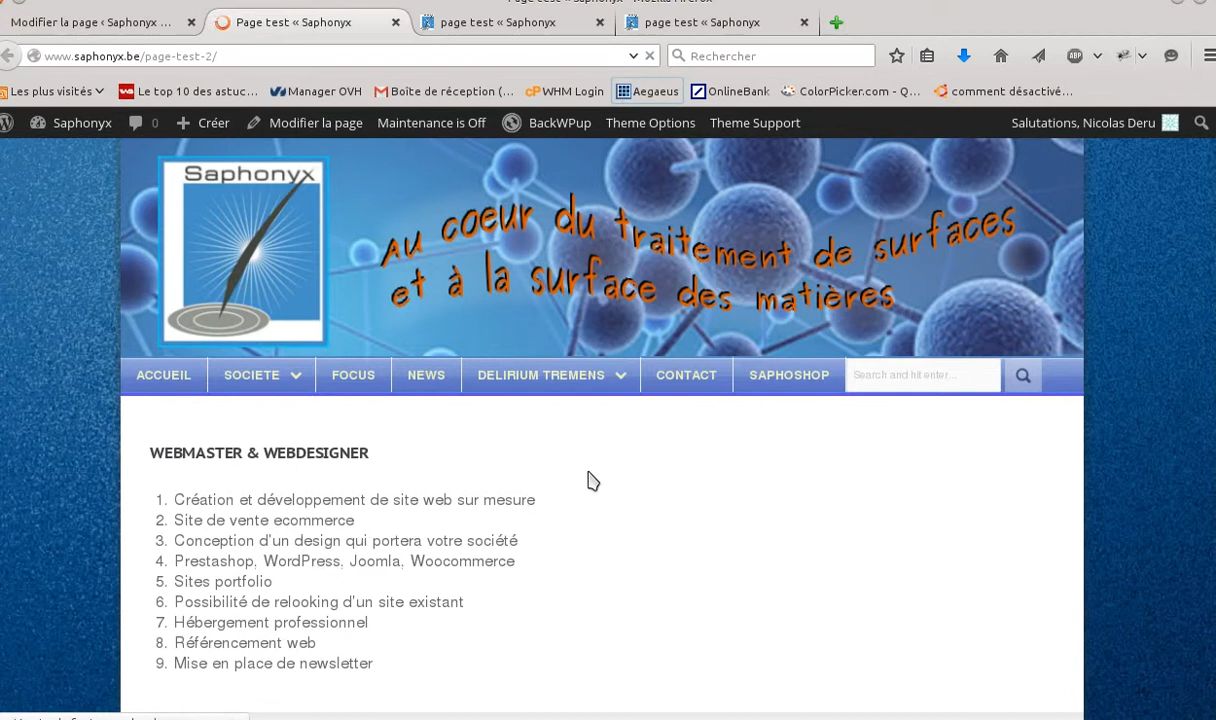 Modifier la page ‹ Saphonyx ...
Page test « Saphonyx
page test « Saphonyx
page test « Saphonyx
www.saphonyx.be/page-test-2/
Rechercher
Les plus visités
Le top 10 des astuc...
Manager OVH
Boîte de réception (...
WHM Login
Aegaeus
OnlineBank
ColorPicker.com - Q...
comment désactivé...
Saphonyx
0
Créer
Modifier la page
Maintenance is Off
BackWPup
Theme Options
Theme Support
Salutations, Nicolas Deru
Saphonyx
Au coeur du traitement de surfaces
et à la surface des matières
ACCUEIL
SOCIETE
FOCUS
NEWS
DELIRIUM TREMENS
CONTACT
SAPHOSHOP
Search and hit enter...
WEBMASTER & WEBDESIGNER
1. Création et développement de site web sur mesure
2. Site de vente ecommerce
3. Conception d'un design qui portera votre société
4. Prestashop, WordPress, Joomla, Woocommerce
5. Sites portfolio
6. Possibilité de relooking d'un site existant
7. Hébergement professionnel
8. Référencement web
9. Mise en place de newsletter